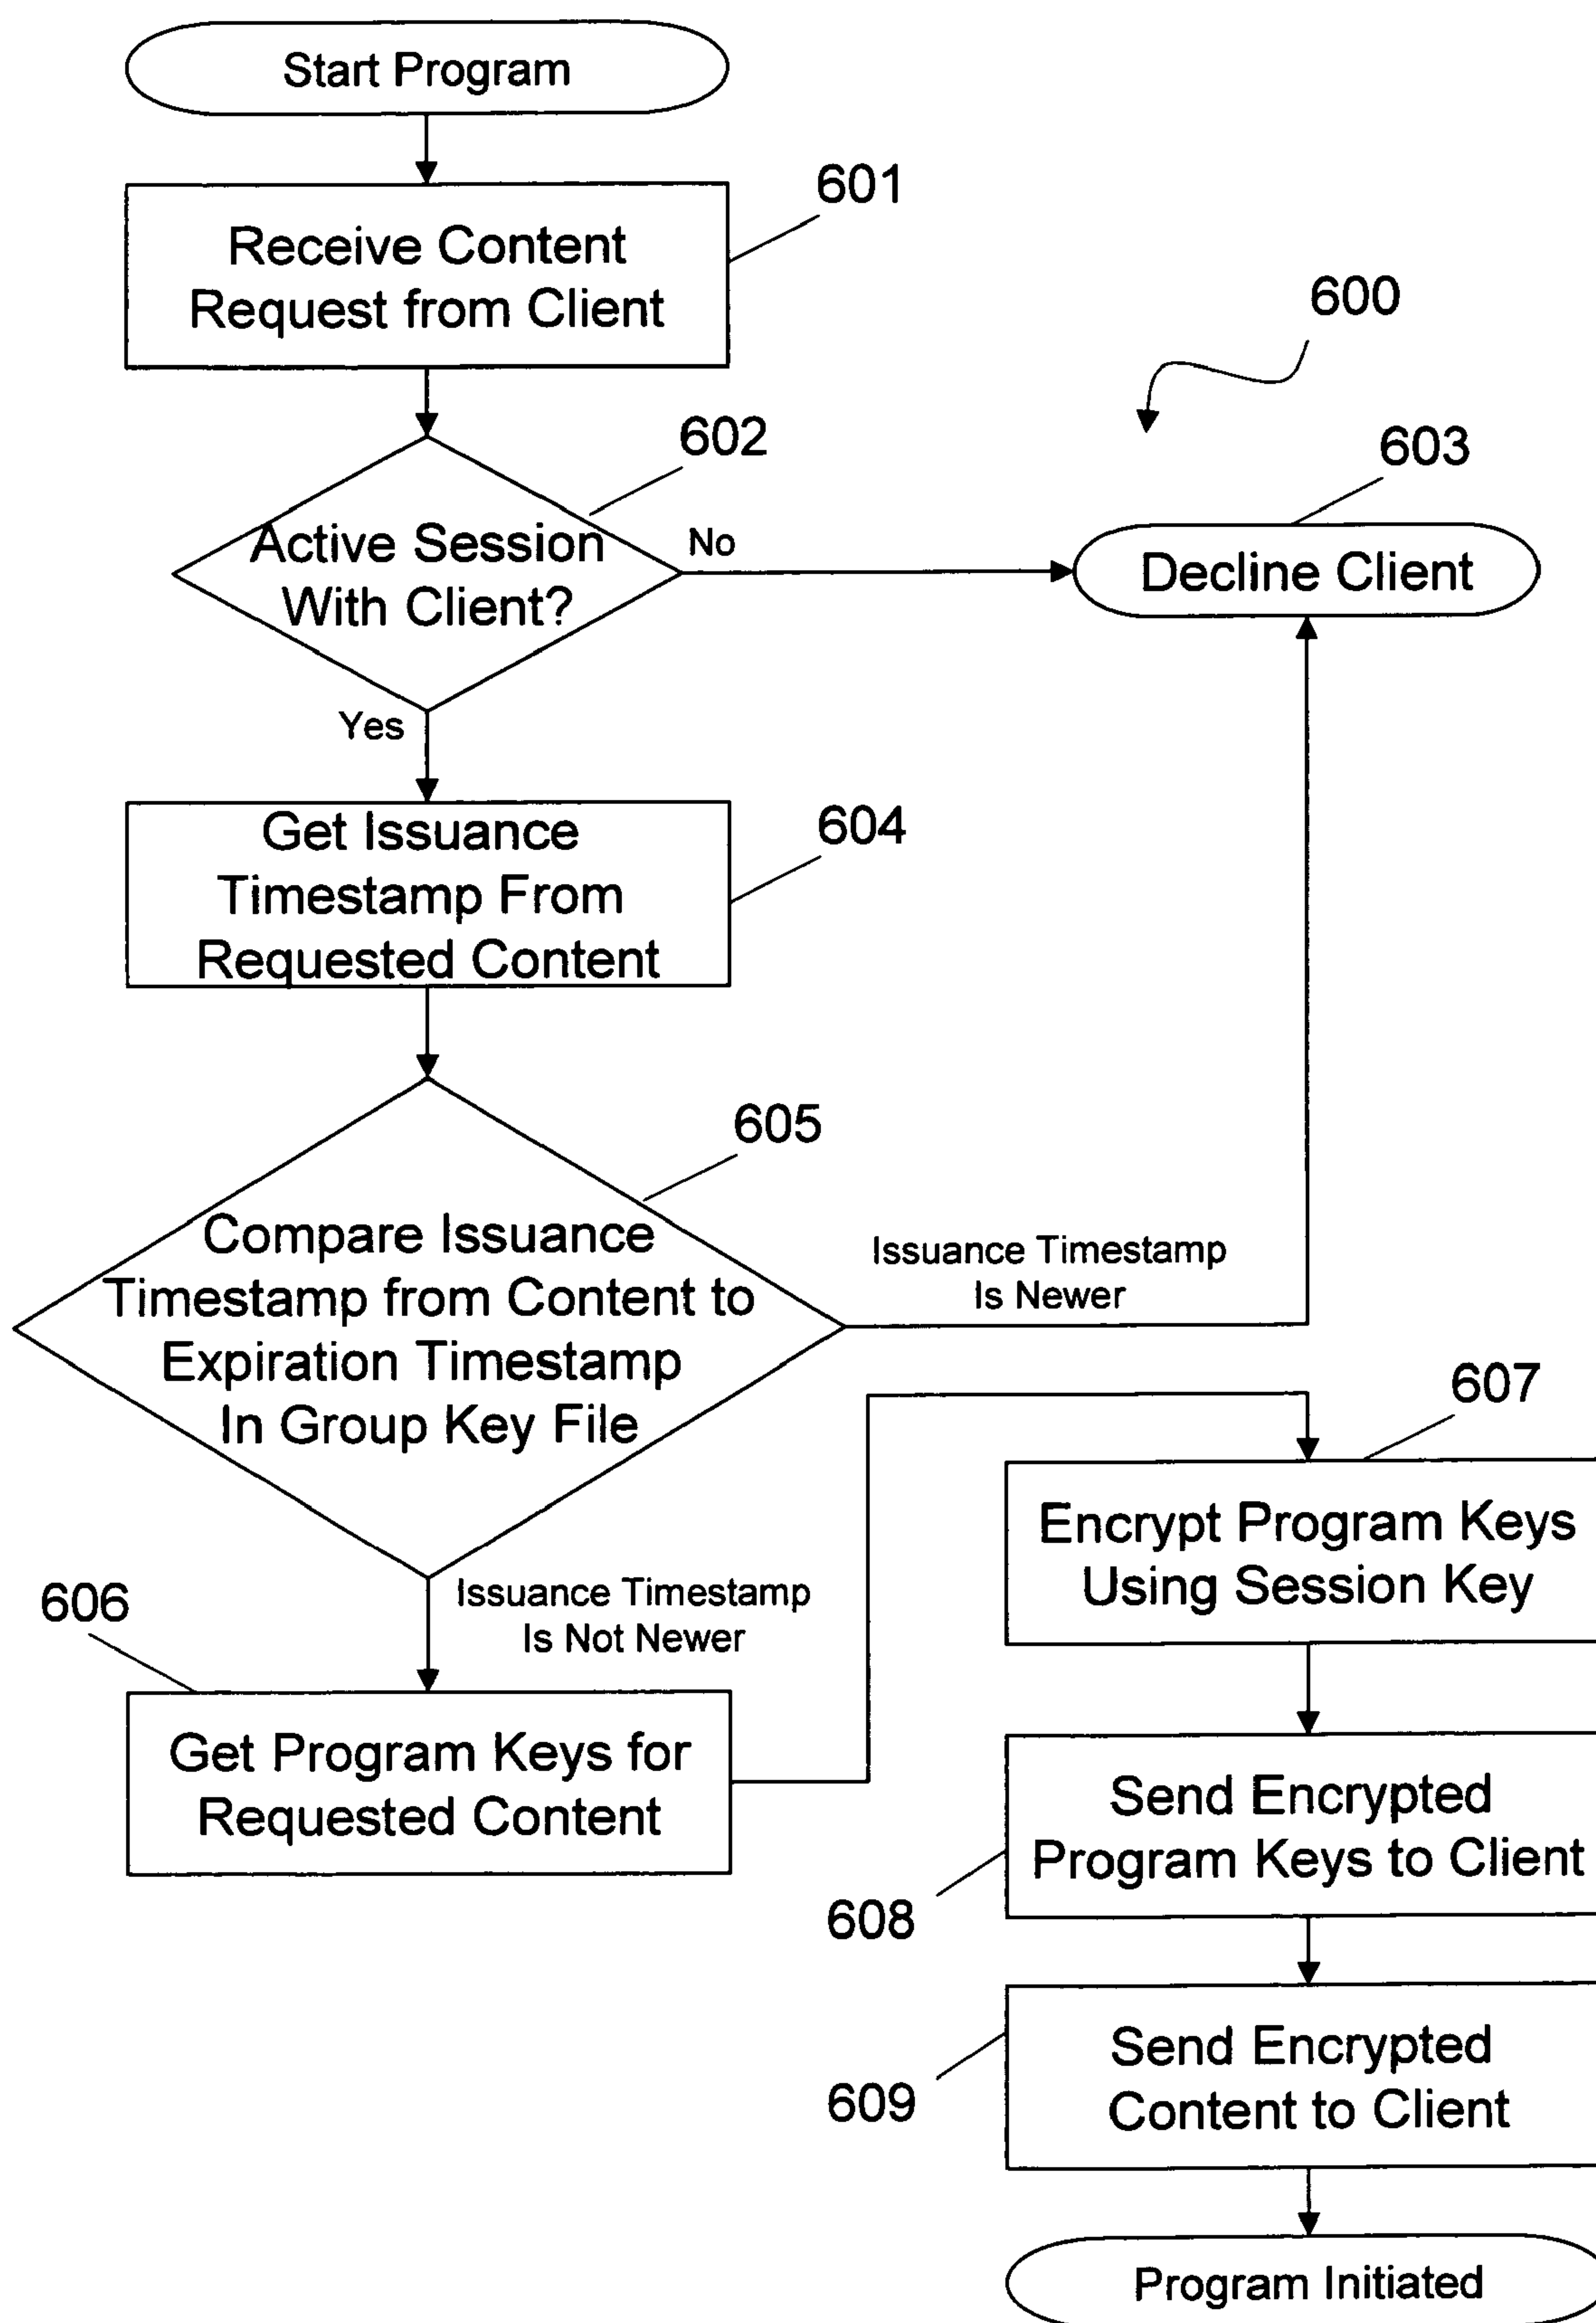 Start Program
601
Receive Content
Request from Client
600
602
603
Active Session
With Client?
No
Decline Client
Yes
604
Get Issuance
Timestamp From
Requested Content
605
Compare Issuance
Timestamp from Content to
Expiration Timestamp
In Group Key File
Issuance Timestamp
Is Newer
607
Encrypt Program Keys
Using Session Key
606
Issuance Timestamp
Is Not Newer
Get Program Keys for
Requested Content
Send Encrypted
Program Keys to Client
608
Send Encrypted
Content to Client
609
Program Initiated